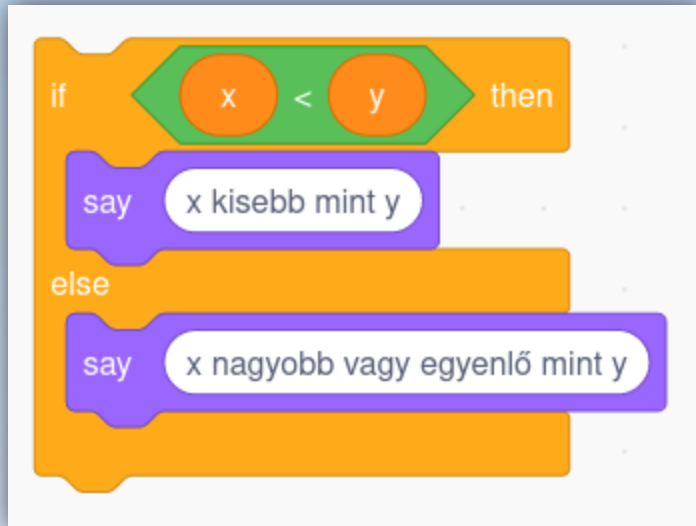 if x < y then
say x kisebb mint y
else
say x nagyobb vagy egyenlő mint y